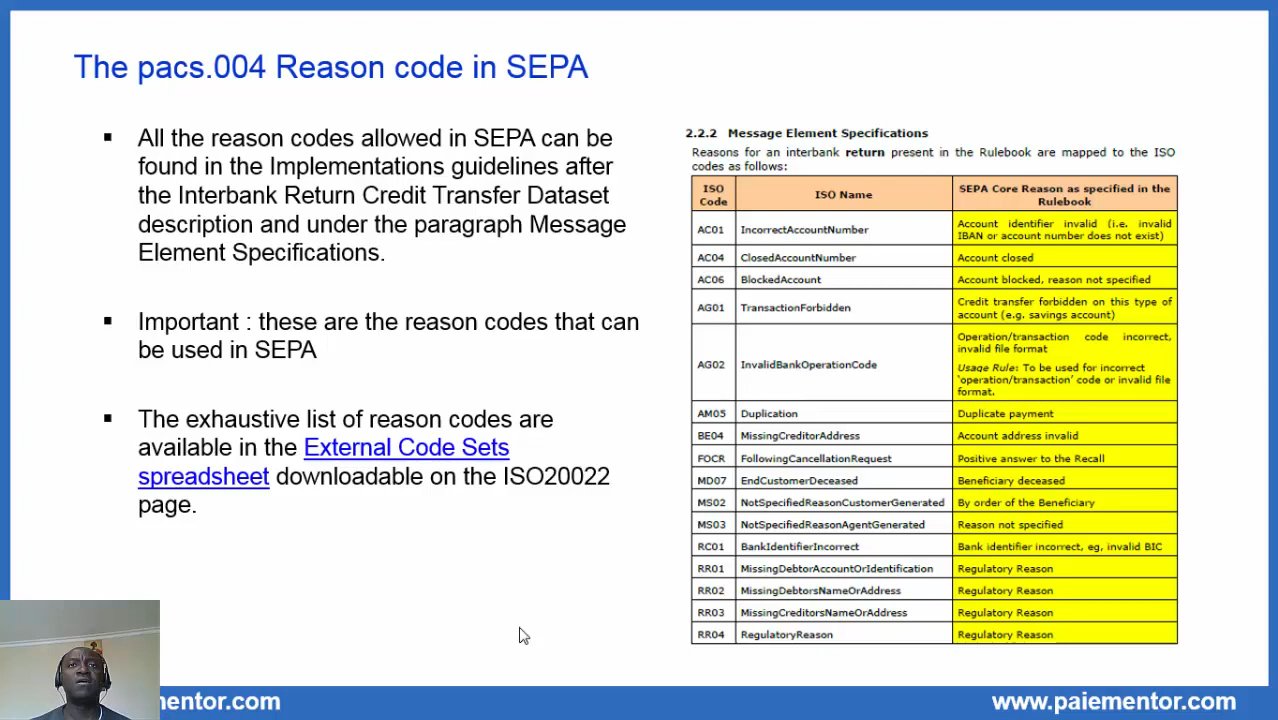 The pacs.004 Reason code in SEPA
▪ All the reason codes allowed in SEPA can be
found in the Implementations guidelines after
the Interbank Return Credit Transfer Dataset
description and under the paragraph Message
Element Specifications.
▪ Important : these are the reason codes that can
be used in SEPA
▪ The exhaustive list of reason codes are
available in the External Code Sets
spreadsheet downloadable on the ISO20022
page.
2.2.2 Message Element Specifications
Reasons for an interbank return present in the Rulebook are mapped to the ISO
codes as follows:
ISO
Code
ISO Name
SEPA Core Reason as specified in the
Rulebook
AC01 IncorrectAccountNumber
Account identifier invalid (i.e. invalid
IBAN or account number does not exist)
AC04 ClosedAccountNumber Account closed
AC06 BlockedAccount Account blocked, reason not specified
AG01 TransactionForbidden
Credit transfer forbidden on this type of
account (e.g. savings account)
AG02 InvalidBankOperationCode
Operation/transaction code incorrect,
invalid file format
Usage Rule: To be used for incorrect
'operation/transaction' code or invalid file
format.
AM05 Duplication Duplicate payment
BE04 MissingCreditorAddress Account address invalid
FOCR FollowingCancellationRequest Positive answer to the Recall
MD07 EndCustomerDeceased Beneficiary deceased
MS02 NotSpecifiedReasonCustomerGenerated By order of the Beneficiary
MS03 NotSpecifiedReasonAgentGenerated Reason not specified
RC01 BankIdentifierIncorrect Bank identifier incorrect, eg, invalid BIC
RR01 MissingDebtorAccountOrIdentification Regulatory Reason
RR02 MissingDebtorsNameOrAddress Regulatory Reason
RR03 MissingCreditorsNameOrAddress Regulatory Reason
RR04 RegulatoryReason Regulatory Reason
nentor.com
www.paiementor.com